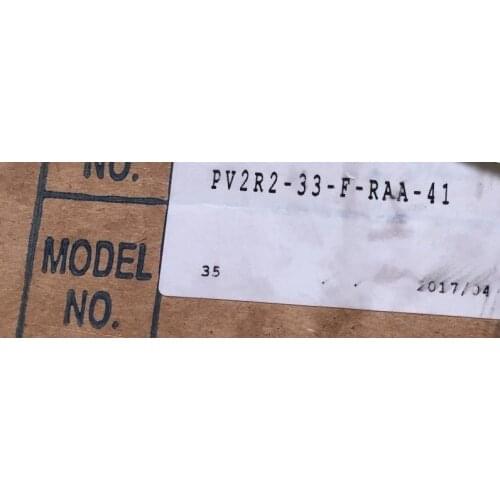 NO.
PV2R2-33-F-RAA-41
MODEL
NO.
35
2017/04